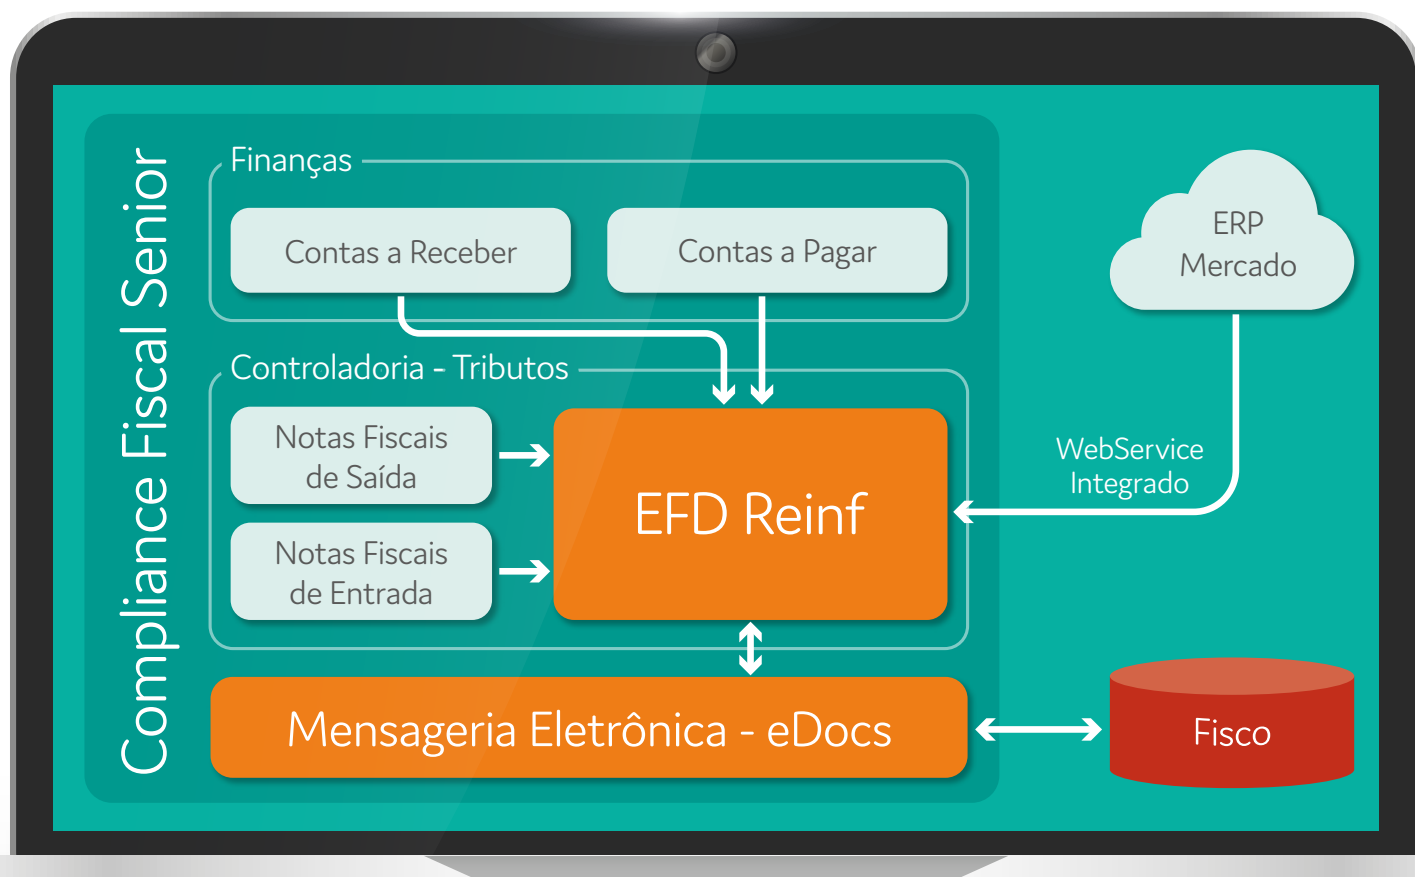 Compliance Fiscal Senior
Finanças
Contas a Receber
Contas a Pagar
Controladoria - Tributos
Notas Fiscais
de Saída
Notas Fiscais
de Entrada
EFD Reinf
Mensageria Eletrônica - eDocs
ERP
Mercado
WebService
Integrado
Fisco